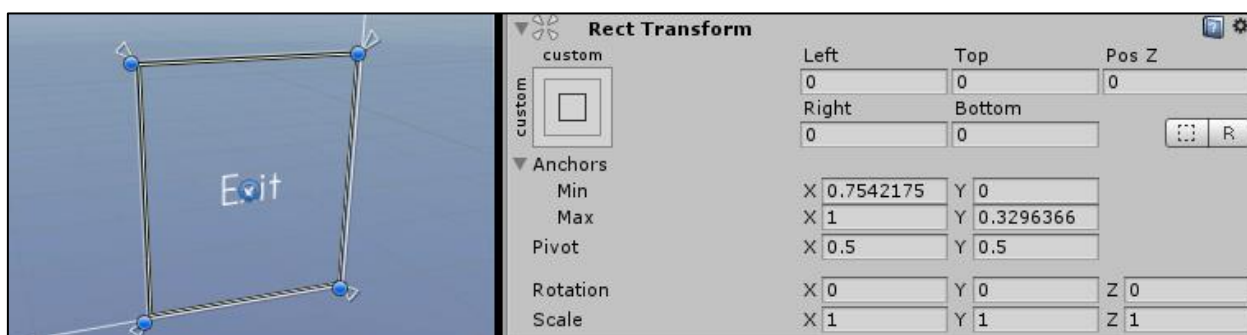 Exit
Rect Transform
custom
custom
Left Top Pos Z
0 0 0
Right Bottom
0 0
R
Anchors
Min X 0.7542175 Y 0
Max X 1 Y 0.3296366
Pivot X 0.5 Y 0.5
Rotation X 0 Y 0 Z 0
Scale X 1 Y 1 Z 1